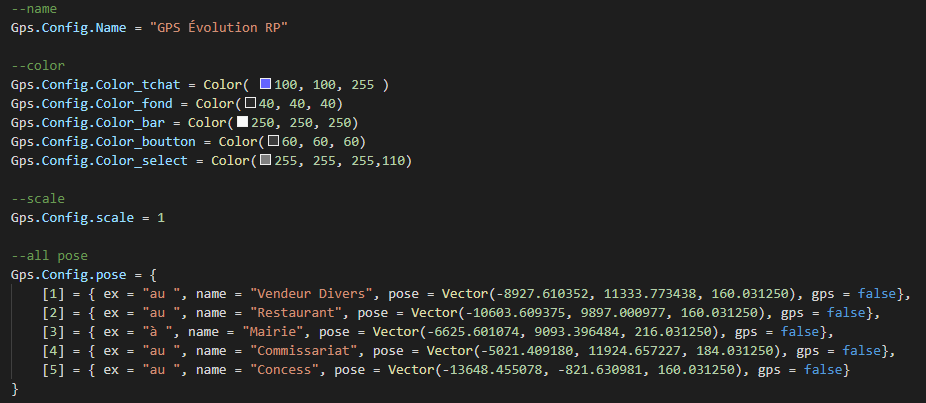 --name
Gps.Config.Name = "GPS Évolution RP"
--color
Gps.Config.Color_tchat = Color( 100, 100, 255 )
Gps.Config.Color_fond = Color(40, 40, 40)
Gps.Config.Color_bar = Color(250, 250, 250)
Gps.Config.Color_boutton = Color(60, 60, 60)
Gps.Config.Color_select = Color(255, 255, 255,110)
--scale
Gps.Config.scale = 1
--all pose
Gps.Config.pose = {
[1] = { ex = "au ", name = "Vendeur Divers", pose = Vector(-8927.610352, 11333.773438, 160.031250), gps = false},
[2] = { ex = "au ", name = "Restaurant", pose = Vector(-10603.609375, 9897.000977, 160.031250), gps = false},
[3] = { ex = "à ", name = "Mairie", pose = Vector(-6625.601074, 9093.396484, 216.031250), gps = false},
[4] = { ex = "au ", name = "Commissariat", pose = Vector(-5021.409180, 11924.657227, 184.031250), gps = false},
[5] = { ex = "au ", name = "Concess", pose = Vector(-13648.455078, -821.630981, 160.031250), gps = false}
}